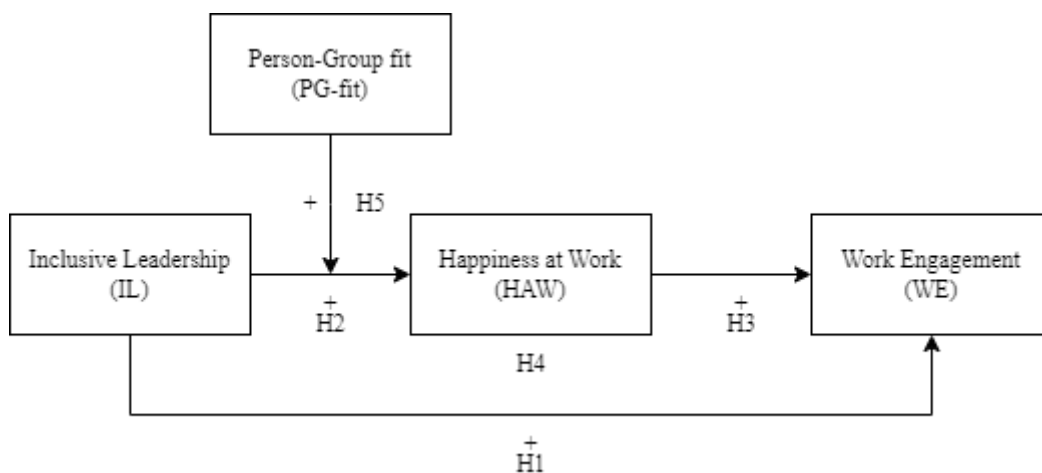 Person-Group fit
(PG-fit)
+ H5
Inclusive Leadership
(IL)
Happiness at Work
(HAW)
Work Engagement
(WE)
+
H2
+
H3
H4
+
H1